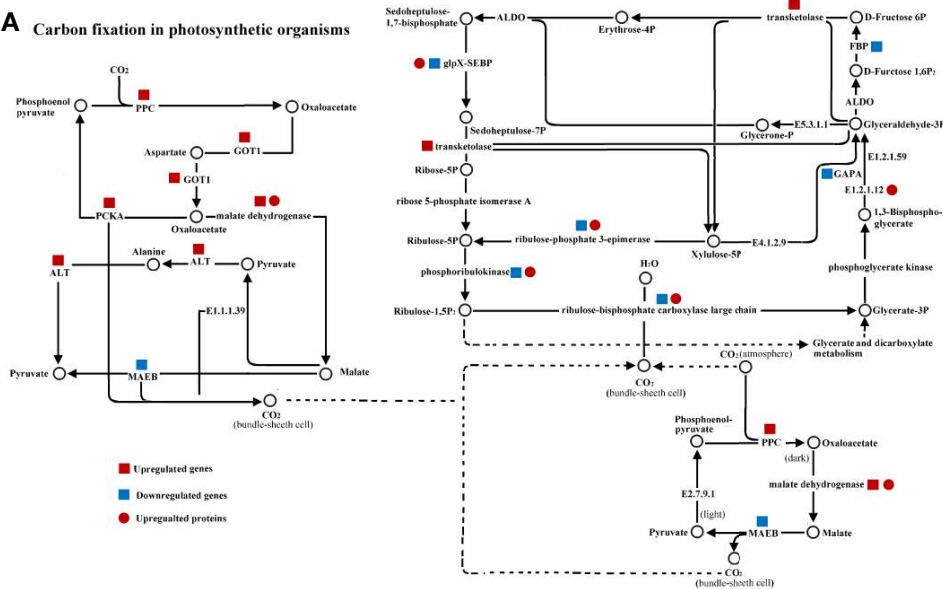 A Carbon fixation in photosynthetic organisms
CO2
Phosphoenol
pyruvate
PPC
Oxaloacetate
Aspartate
GOT1
GOT1
PCKA
Oxaloacetate
malate dehydrogenase
Alanine
ALT
ALT
Pyruvate
E1.1.1.39
Pyruvate
MAEB
Malate
CO2
(bundle-sheeth cell)
Upregulated genes
Downregulated genes
Upregualted proteins
Sedoheptulose-
1,7-bisphosphate
ALDO
Erythrose-4P
transketolase
D-Fructose 6P
FBP
glpX-SEBP
D-Furctose 1,6P2
ALDO
Sedoheptulose-7P
Glycerone-P
E5.3.1.1
Glyceraldehyde-3P
transketolase
E1.2.1.59
Ribose-5P
GAPA
E1.2.1.12
ribose 5-phosphate isomerase A
1,3-Bisphospho-
glycerate
Ribulose-5P
ribulose-phosphate 3-epimerase
Xylulose-5P
E4.1.2.9
phosphoribulokinase
H2O
phosphoglycerate kinase
Ribulose-1,5P2
ribulose-bisphosphate carboxylase large chain
Glycerate-3P
Glycerate and dicarboxylate
metabolism
CO2(atmosphere)
CO2
(bundle-sheeth cell)
Phosphoenol-
pyruvate
PPC
Oxaloacetate
(dark)
malate dehydrogenase
E2.7.9.1
(light)
Pyruvate
MAEB
Malate
CO2
(bundle-sheeth cell)